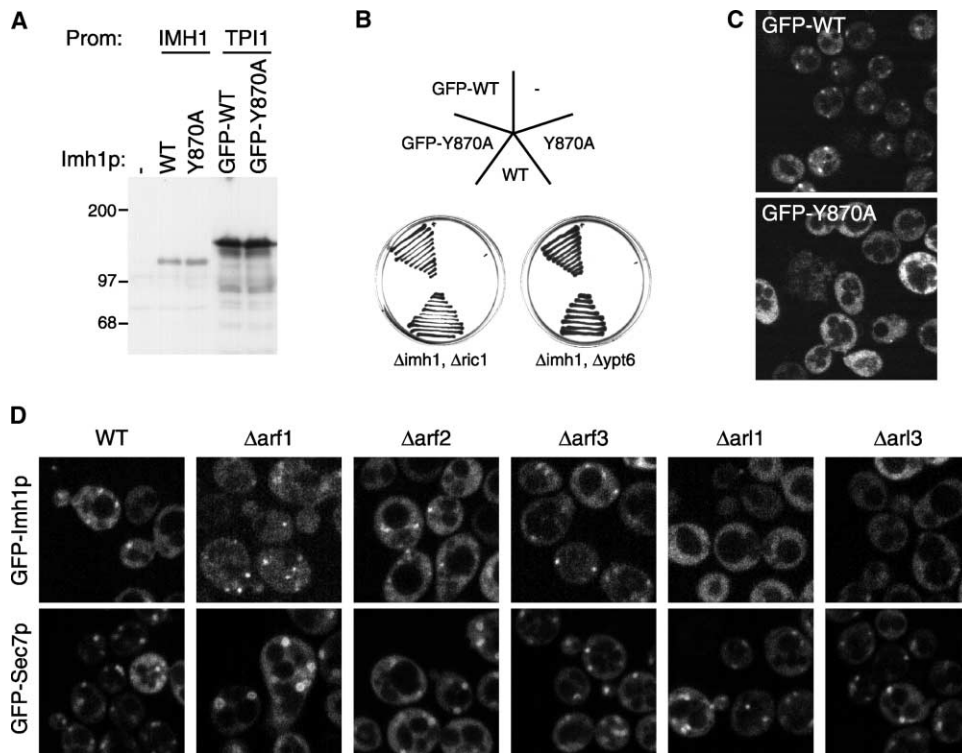 A
Prom: IMH1 TPI1
Imh1p: - WT Y870A GFP-WT GFP-Y870A
200
97
68
B
GFP-WT -
GFP-Y870A Y870A
WT
Δimh1, Δric1 Δimh1, Δypt6
C
GFP-WT
GFP-Y870A
D
WT Δarf1 Δarf2 Δarf3 Δarl1 Δarl3
GFP-Imh1p
GFP-Sec7p